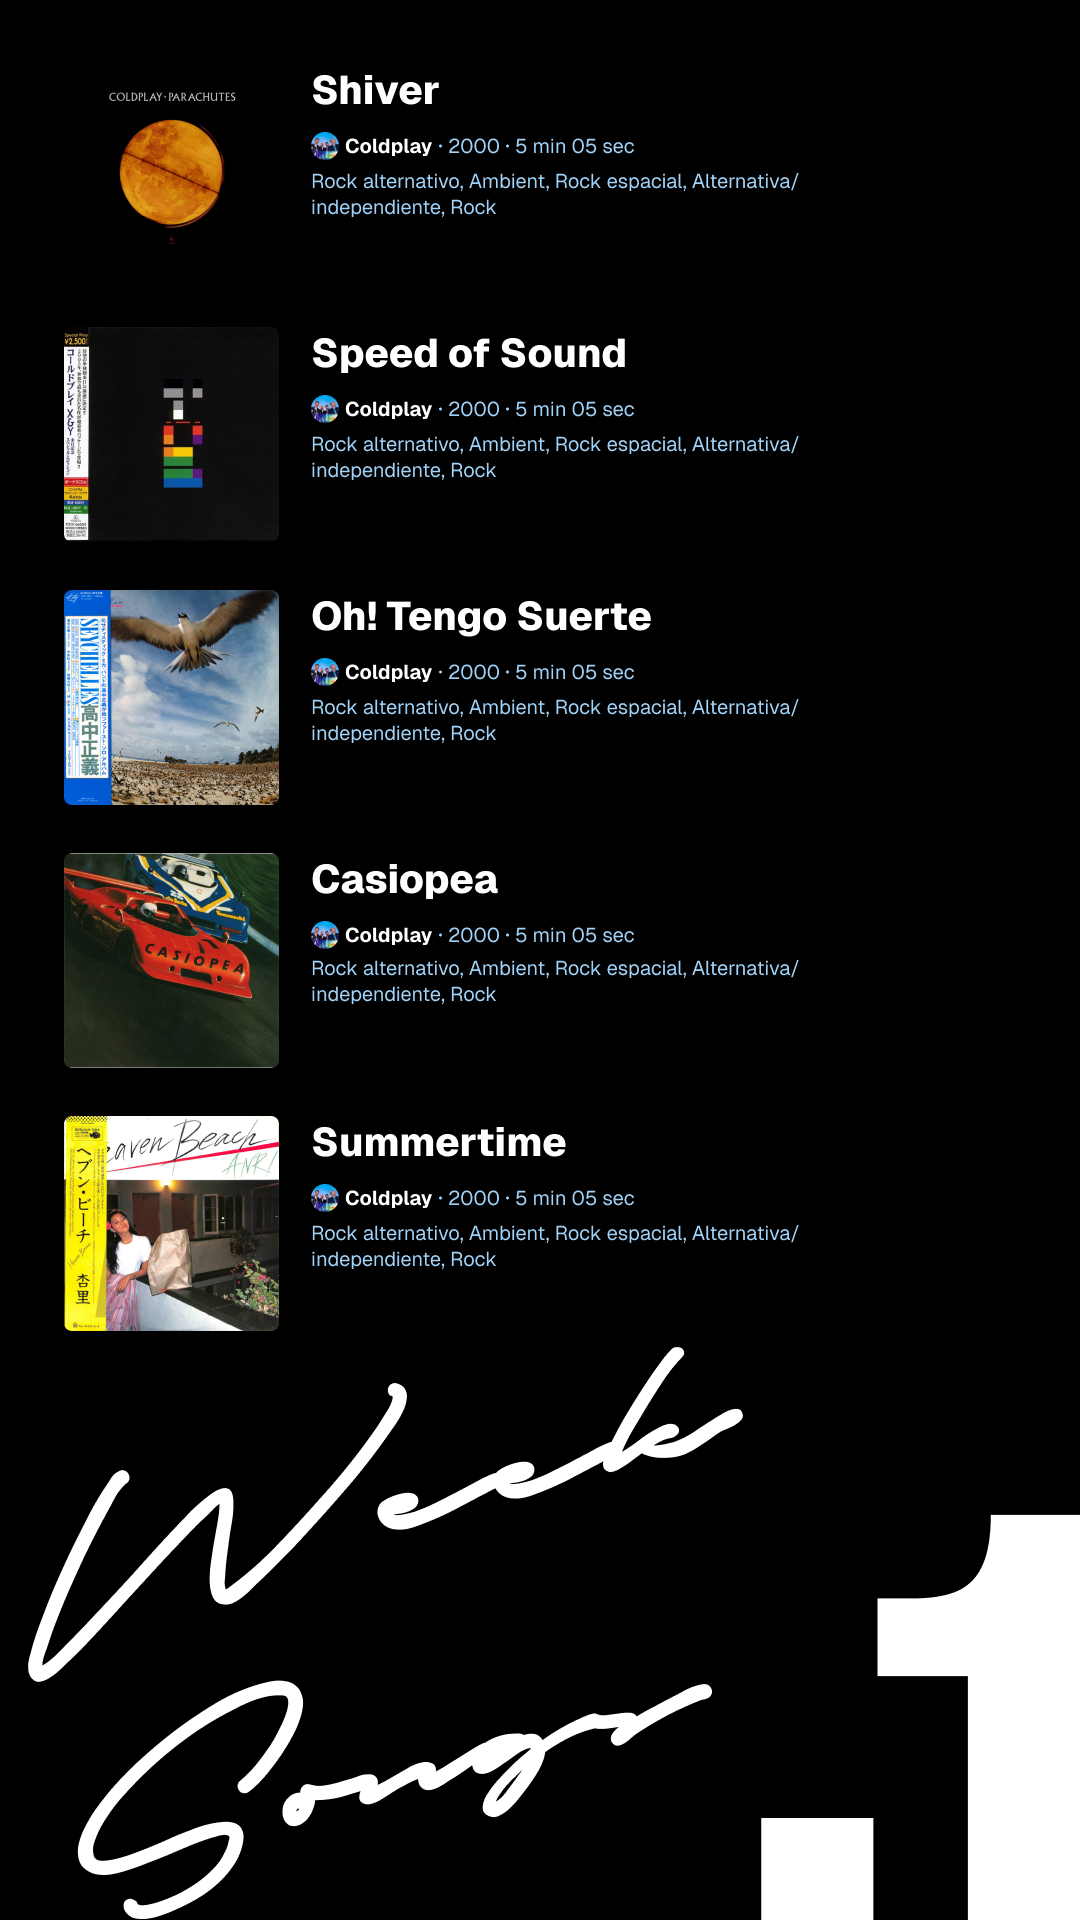 COLDPLAY·PARACHUTES
Shiver
Coldplay · 2000 · 5 min 05 sec
Rock alternativo, Ambient, Rock espacial, Alternativa/
independiente, Rock
Special Price
¥2,500
コールドプレイ X&Y
Speed of Sound
Coldplay · 2000 · 5 min 05 sec
Rock alternativo, Ambient, Rock espacial, Alternativa/
independiente, Rock
SEYCHELLES
高中正義
Oh! Tengo Suerte
Coldplay · 2000 · 5 min 05 sec
Rock alternativo, Ambient, Rock espacial, Alternativa/
independiente, Rock
CASIOPEA
Casiopea
Coldplay · 2000 · 5 min 05 sec
Rock alternativo, Ambient, Rock espacial, Alternativa/
independiente, Rock
eaven Beach
ANRI
ヘブン・ビーチ
杏里
Summertime
Coldplay · 2000 · 5 min 05 sec
Rock alternativo, Ambient, Rock espacial, Alternativa/
independiente, Rock
Week
Songs
.1